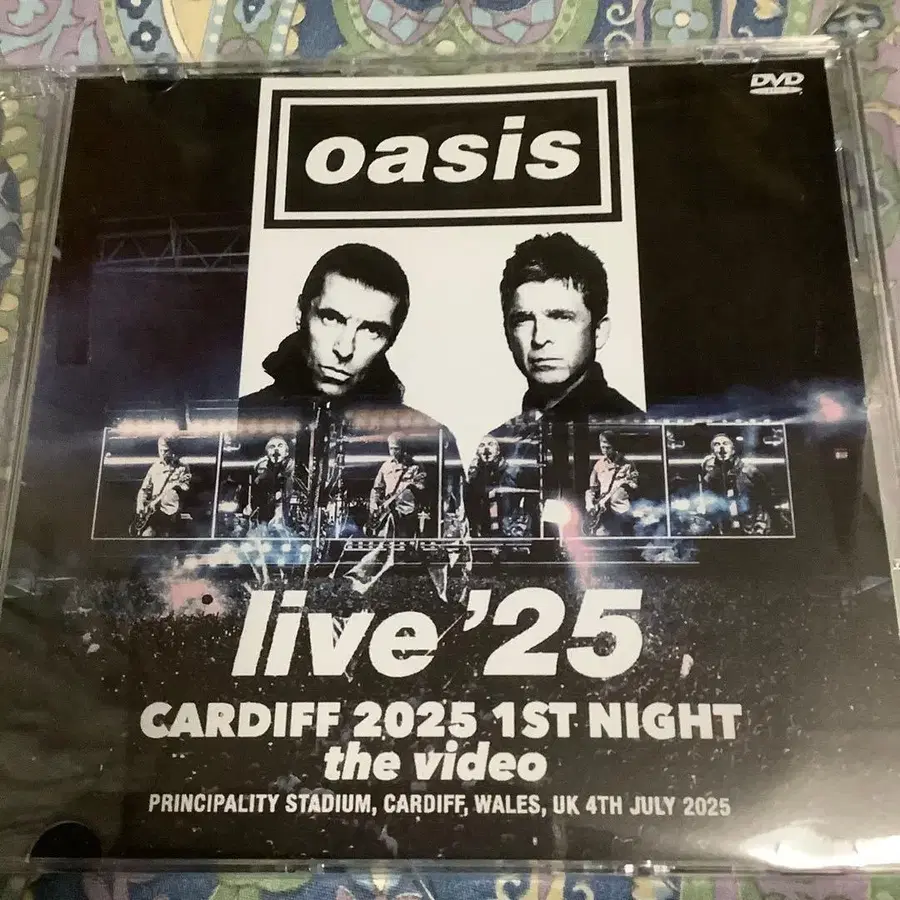 DVD
oasis
live '25
CARDIFF 2025 1ST NIGHT
the video
PRINCIPALITY STADIUM, CARDIFF, WALES, UK 4TH JULY 2025